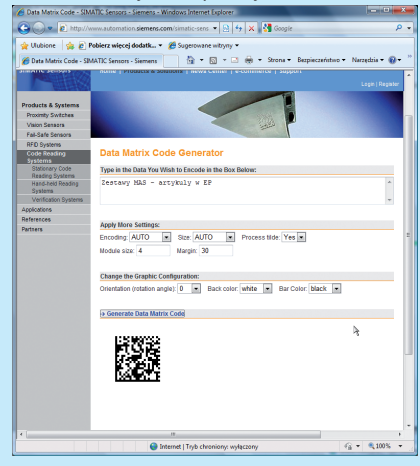 Data Matrix Code - SIMATIC Sensors - Siemens - Windows Internet Explorer
http://www.automation.siemens.com/simatic-sens
Google
Ulubione
Pobierz więcej dodatk...
Sugerowane witryny
Data Matrix Code - SIMATIC Sensors - Siemens
Strona
Bezpieczeństwo
Narzędzia
SIMATIC Sensors
Home | Products & Solutions | News Center | e-commerce | Support
Login | Register
Products & Systems
Proximity Switches
Vision Sensors
Fail-Safe Sensors
RFID Systems
Code Reading
Systems
Stationary Code
Reading Systems
Hand-held Reading
Systems
Verification Systems
Applications
References
Partners
Data Matrix Code Generator
Type in the Data You Wish to Encode in the Box Below:
Zestawy MAS - artykuly w EP
Apply More Settings:
Encoding: AUTO Size: AUTO Process tilde: Yes
Module size: 4 Margin: 30
Change the Graphic Configuration:
Orientation (rotation angle): 0 Back color: white Bar Color: black
Generate Data Matrix Code
Internet | Tryb chroniony: wyłączony
100%